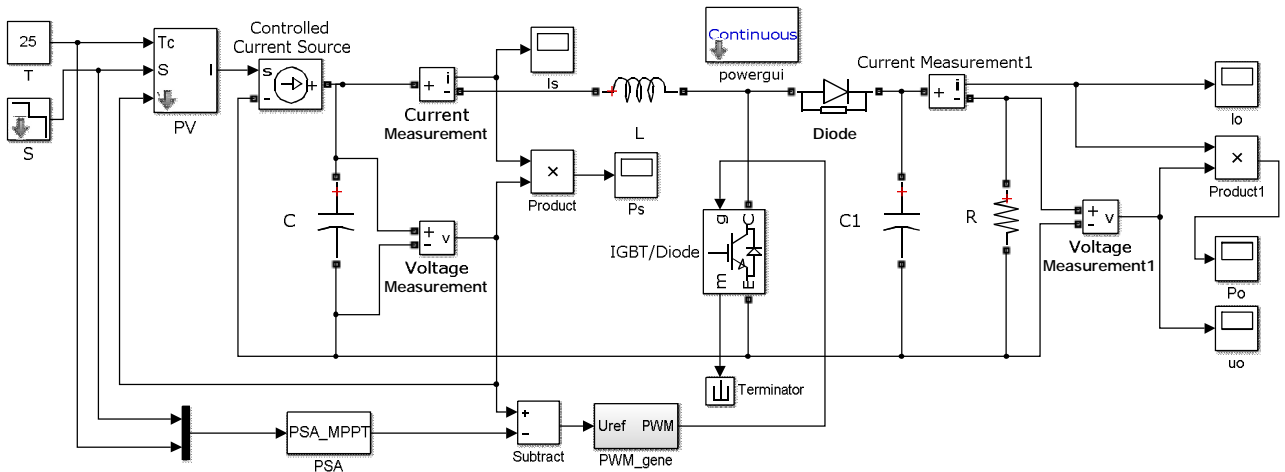 25
T
S
Tc
S
I
PV
Controlled
Current Source
s
+
-
+
i
-
Current
Measurement
Is
Continuous
powergui
L
Diode
Current Measurement1
+
i
-
Io
×
Product
Ps
×
Product1
C
+
-
v
Voltage
Measurement
g
C
m
E
IGBT/Diode
C1
R
+
-
v
Voltage
Measurement1
Po
uo
Terminator
PSA_MPPT
PSA
+
-
Subtract
Uref
PWM
PWM_gene